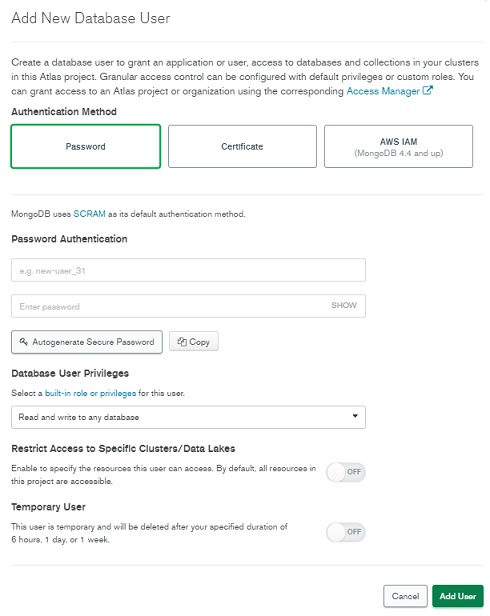 Add New Database User
Create a database user to grant an application or user, access to databases and collections in your clusters
in this Atlas project. Granular access control can be configured with default privileges or custom roles. You
can grant access to an Atlas project or organization using the corresponding Access Manager
Authentication Method
Password
Certificate
AWS IAM
(MongoDB 4.4 and up)
MongoDB uses SCRAM as its default authentication method.
Password Authentication
e.g. new-user_31
Enter password
SHOW
Autogenerate Secure Password
Copy
Database User Privileges
Select a built-in role or privileges for this user.
Read and write to any database
Restrict Access to Specific Clusters/Data Lakes
Enable to specify the resources this user can access. By default, all resources in
this project are accessible.
OFF
Temporary User
This user is temporary and will be deleted after your specified duration of
6 hours, 1 day, or 1 week.
OFF
Cancel
Add User